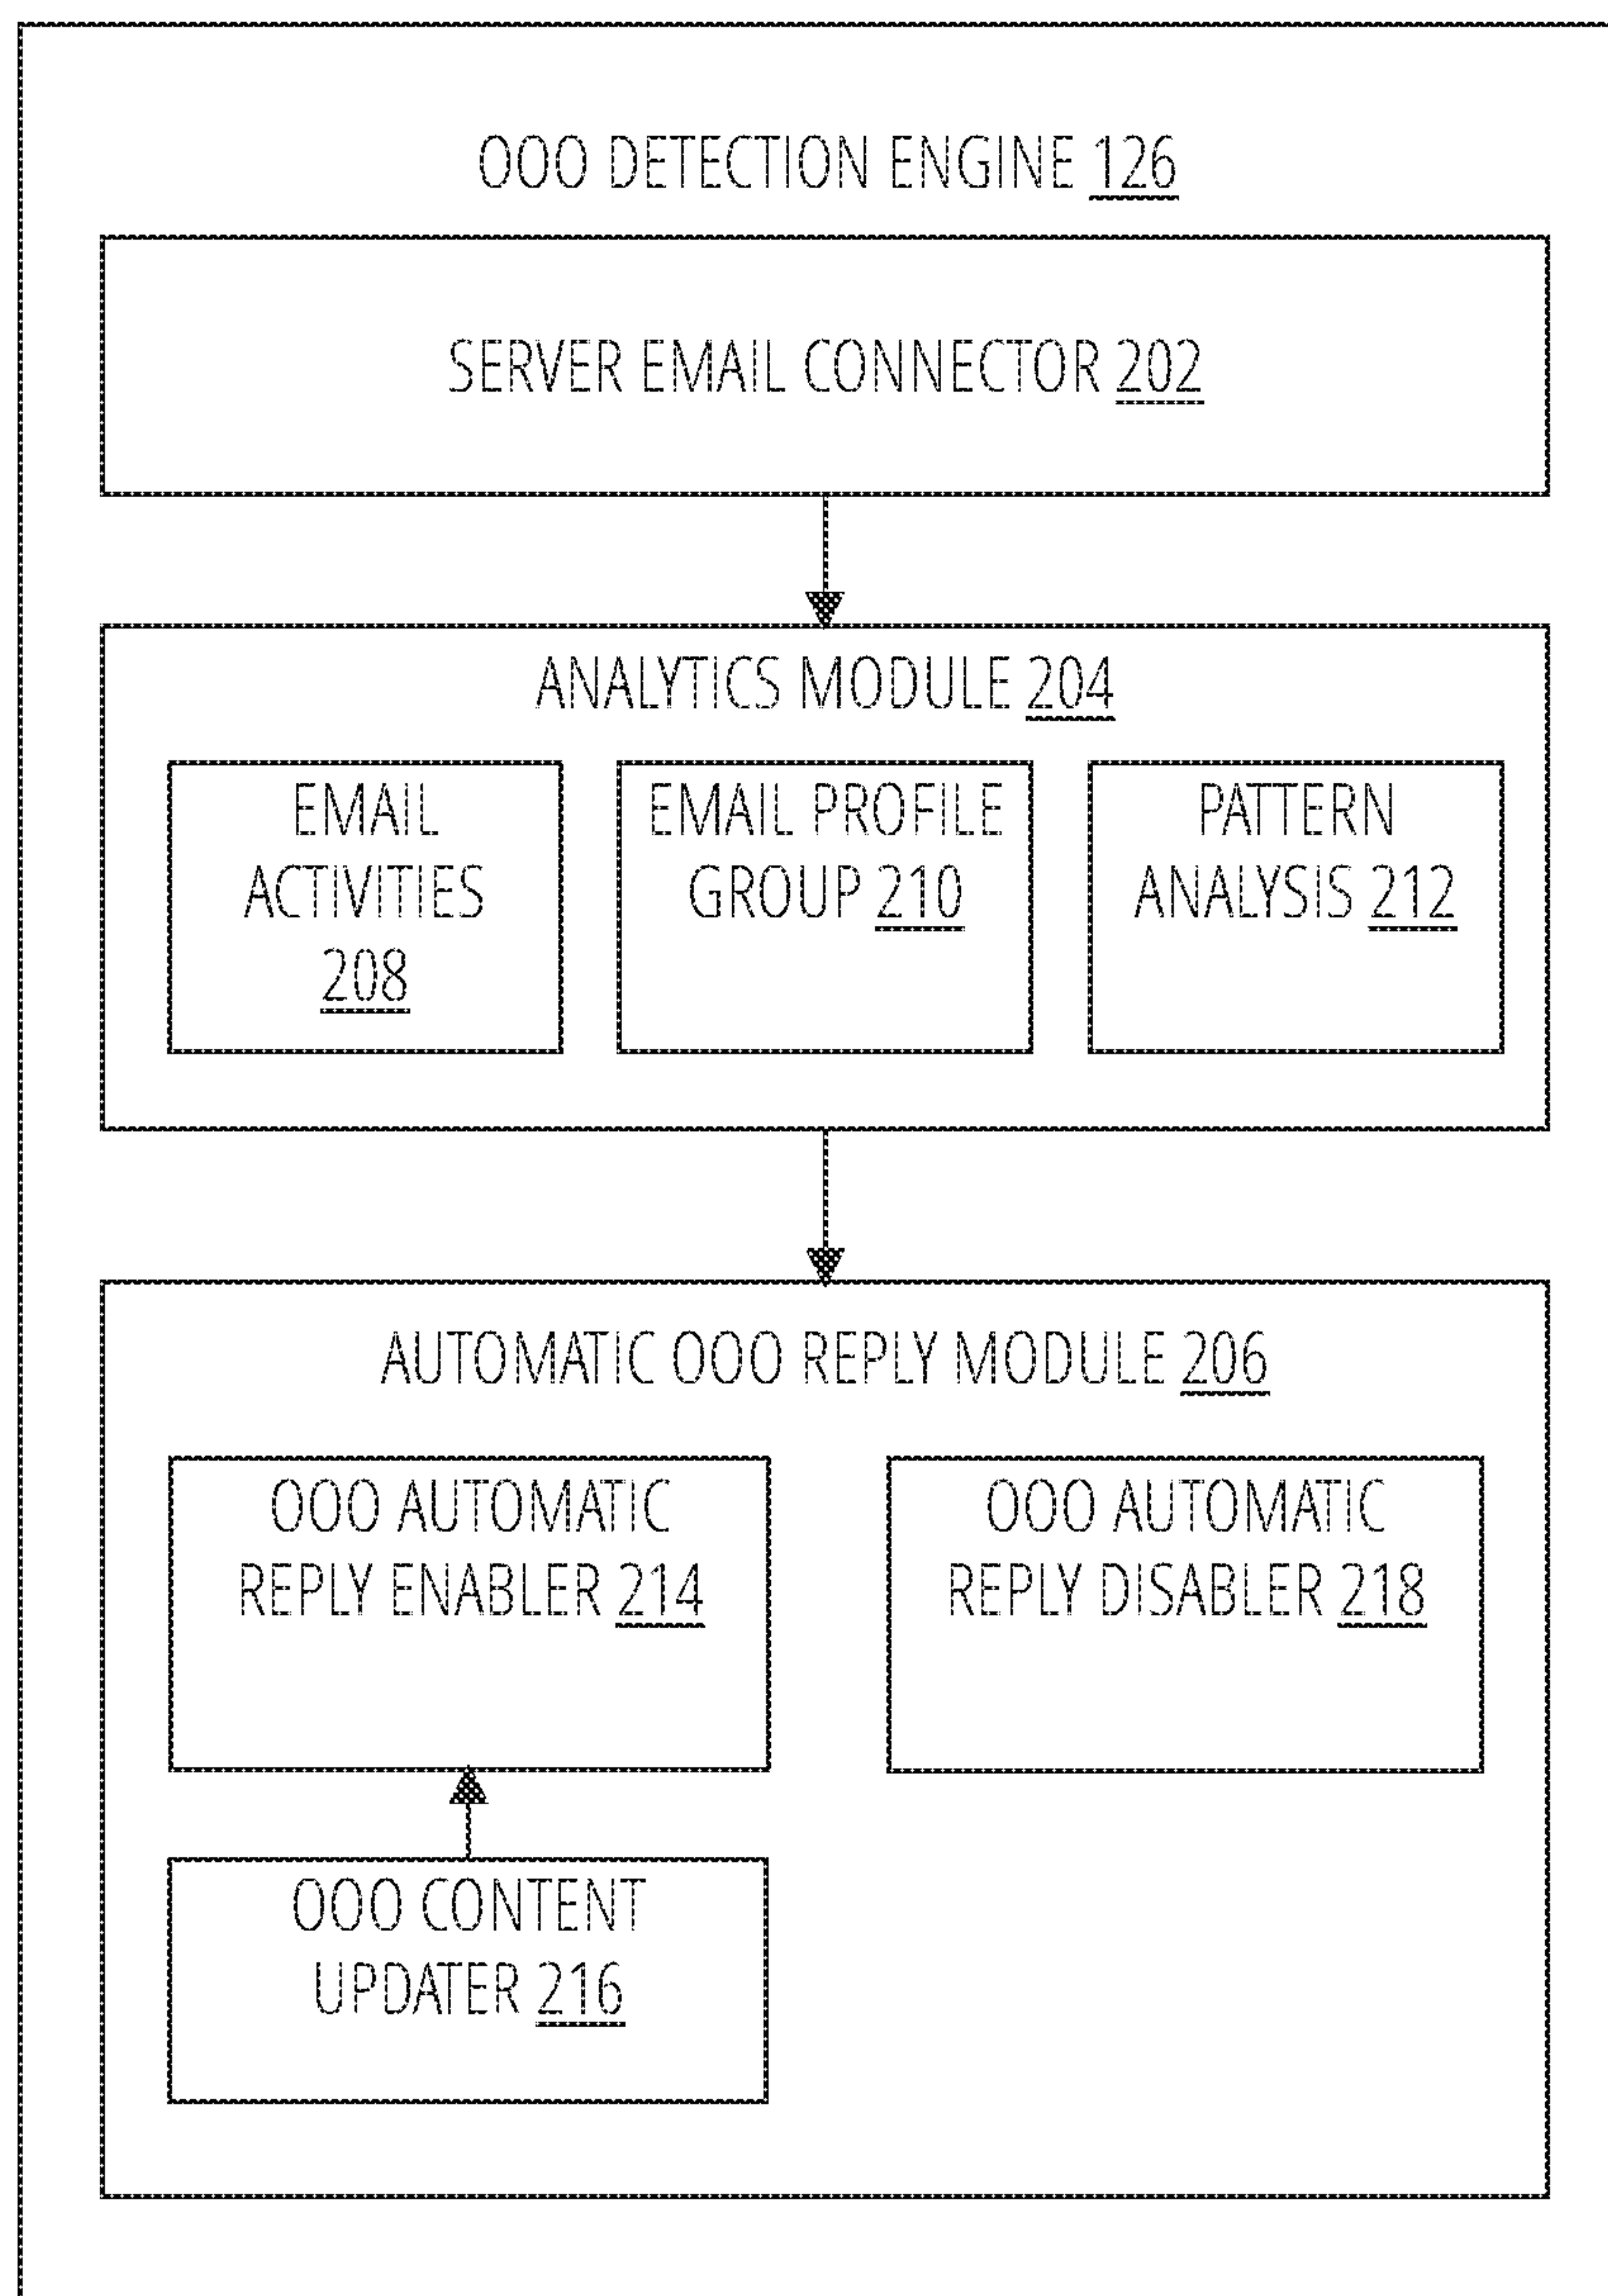 OOO DETECTION ENGINE 126
SERVER EMAIL CONNECTOR 202
ANALYTICS MODULE 204
EMAIL
ACTIVITIES
208
EMAIL PROFILE
GROUP 210
PATTERN
ANALYSIS 212
AUTOMATIC OOO REPLY MODULE 206
OOO AUTOMATIC
REPLY ENABLER 214
OOO AUTOMATIC
REPLY DISABLER 218
OOO CONTENT
UPDATER 216